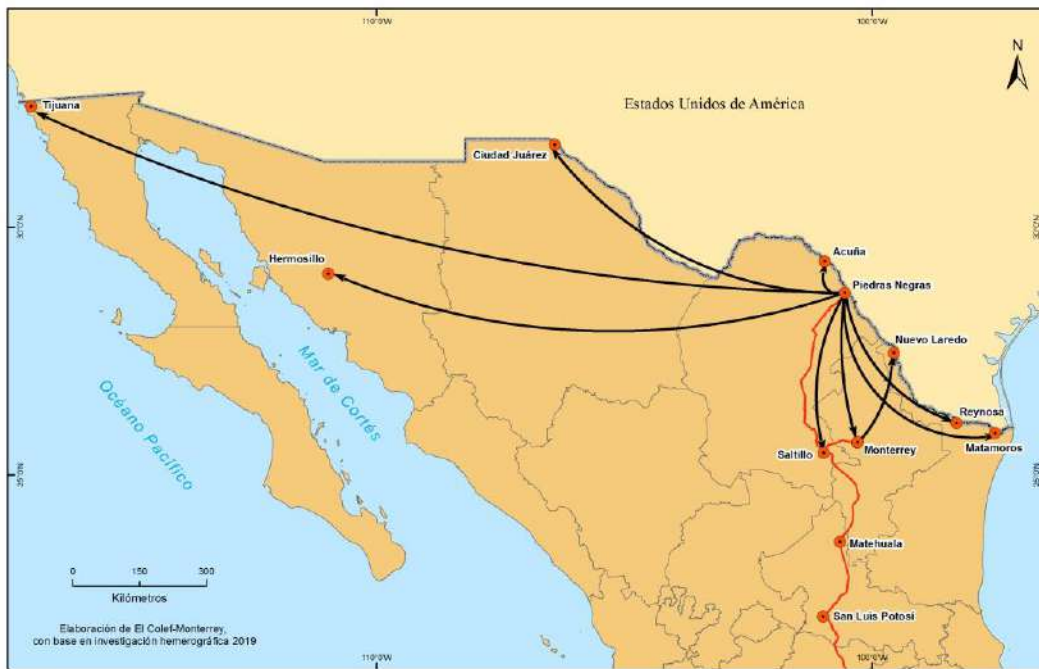 110°0'W
100°0'W
N
Estados Unidos de América
Tijuana
Ciudad Juárez
30°0'N
30°0'N
Acuña
Hermosillo
Piedras Negras
Nuevo Laredo
Mar de Cortés
Océano Pacífico
Reynosa
Matamoros
Saltillo
Monterrey
25°0'N
25°0'N
Matehuala
0 150 300
Kilómetros
San Luis Potosí
Elaboración de El Colef-Monterrey,
con base en investigación hemerográfica 2019
110°0'W
100°0'W